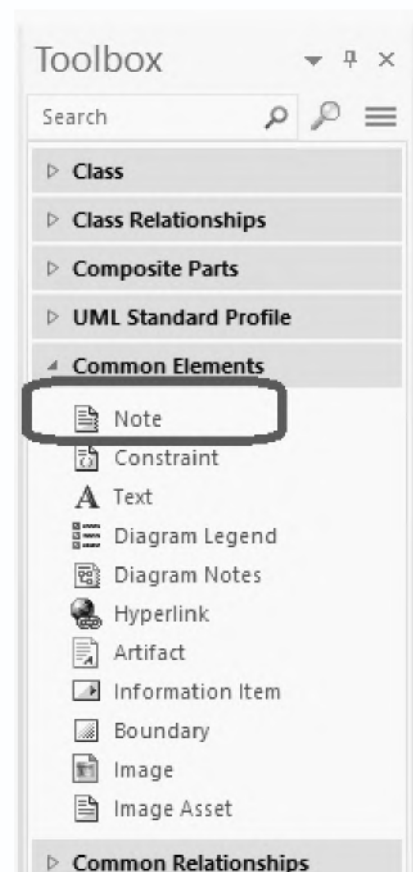 Toolbox
Search
Class
Class Relationships
Composite Parts
UML Standard Profile
Common Elements
Note
Constraint
Text
Diagram Legend
Diagram Notes
Hyperlink
Artifact
Information Item
Boundary
Image
Image Asset
Common Relationships